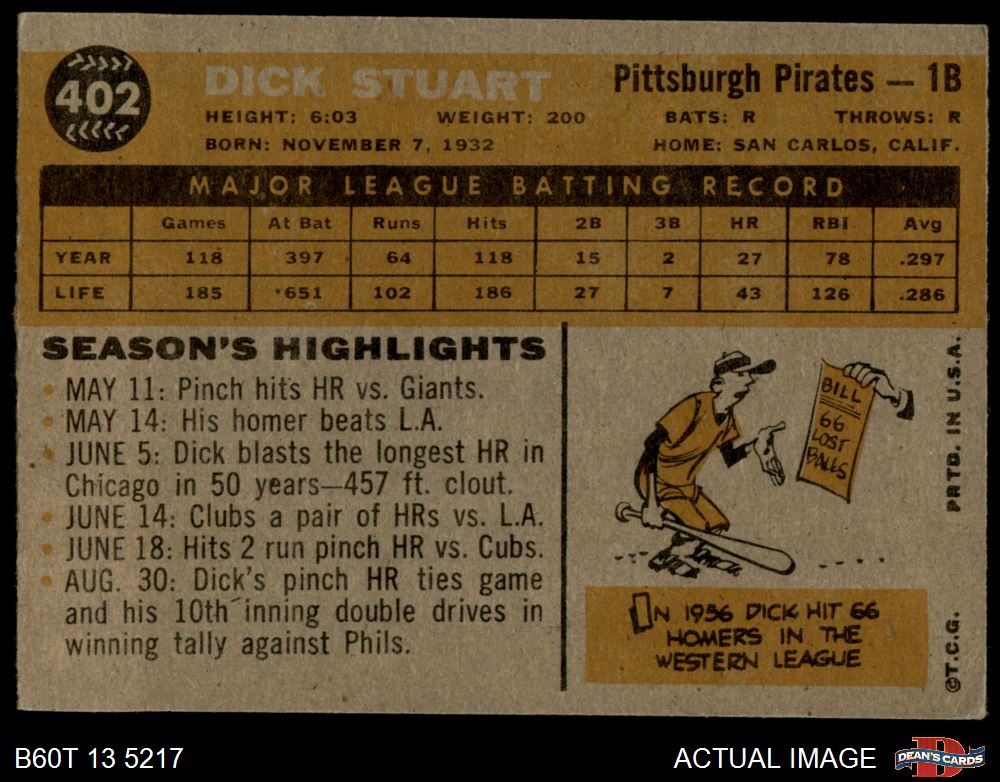 402
DICK STUART
Pittsburgh Pirates — 1B
HEIGHT: 6:03 WEIGHT: 200 BATS: R THROWS: R
BORN: NOVEMBER 7, 1932 HOME: SAN CARLOS, CALIF.
MAJOR LEAGUE BATTING RECORD
Games At Bat Runs Hits 2B 3B HR RBI Avg
YEAR 118 397 64 118 15 2 27 78 .297
LIFE 185 651 102 186 27 7 43 126 .286
SEASON'S HIGHLIGHTS
• MAY 11: Pinch hits HR vs. Giants.
• MAY 14: His homer beats L.A.
• JUNE 5: Dick blasts the longest HR in
Chicago in 50 years—457 ft. clout.
• JUNE 14: Clubs a pair of HRs vs. L.A.
• JUNE 18: Hits 2 run pinch HR vs. Cubs.
• AUG. 30: Dick's pinch HR ties game
and his 10th inning double drives in
winning tally against Phils.
BILL
66
LOST
BALLS
IN 1956 DICK HIT 66
HOMERS IN THE
WESTERN LEAGUE
©T.C.G. PRTD. IN U.S.A.
B60T 13 5217
ACTUAL IMAGE
D
DEAN'S CARDS